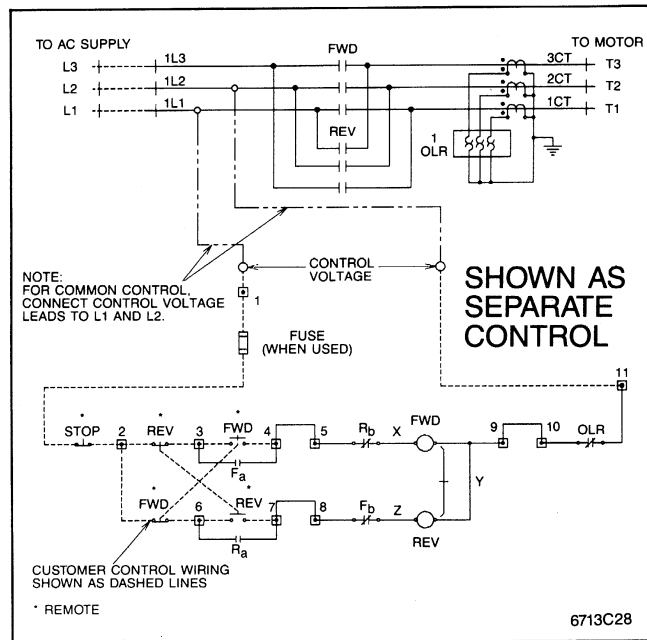 TO AC SUPPLY
FWD
TO MOTOR
L3 1L3 3CT T3
L2 1L2 2CT T2
L1 1L1 1CT T1
REV
1
OLR
NOTE:
FOR COMMON CONTROL,
CONNECT CONTROL VOLTAGE
LEADS TO L1 AND L2.
CONTROL
VOLTAGE
SHOWN AS
SEPARATE
CONTROL
1
FUSE
(WHEN USED)
11
* * *
STOP 2 REV 3 FWD 4 5 Rb X FWD 9 10 OLR
Fa
Y
* *
FWD 6 REV 7 8 Fb Z
Ra
REV
CUSTOMER CONTROL WIRING
SHOWN AS DASHED LINES
* REMOTE
6713C28